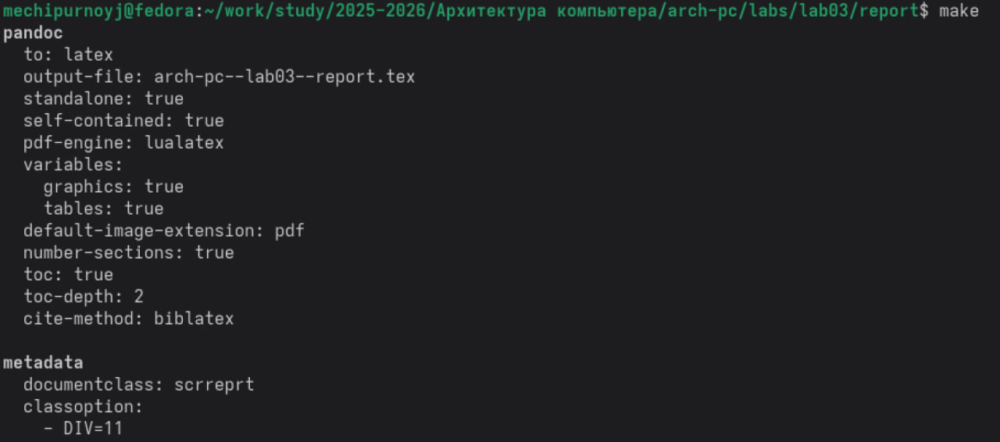 mechipurnoyj@fedora:~/work/study/2025-2026/Архитектура компьютера/arch-pc/labs/lab03/report$ make
pandoc
  to: latex
  output-file: arch-pc--lab03--report.tex
  standalone: true
  self-contained: true
  pdf-engine: lualatex
  variables:
    graphics: true
    tables: true
  default-image-extension: pdf
  number-sections: true
  toc: true
  toc-depth: 2
  cite-method: biblatex

metadata
  documentclass: scrreprt
  classoption:
    - DIV=11